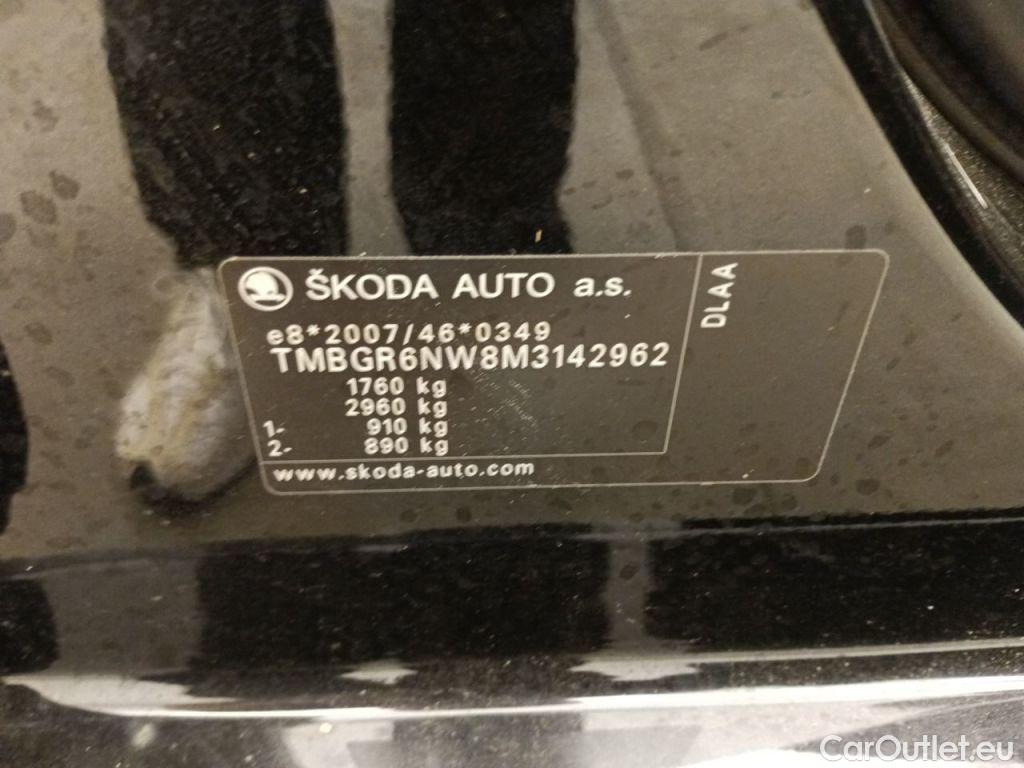 ŠKODA AUTO a.s.
DLAA
e8*2007/46*0349
TMBGR6NW8M3142962
1760 kg
2960 kg
1- 910 kg
2- 890 kg
www.skoda-auto.com
CarOutlet.eu